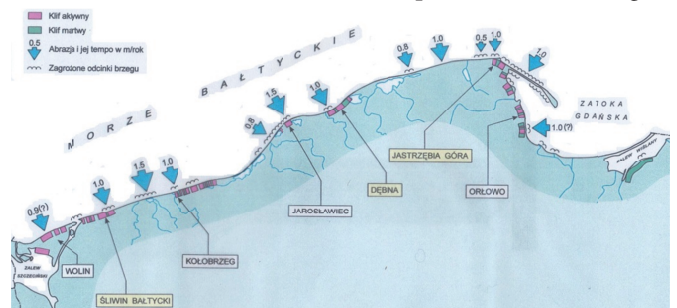 Klif aktywny
Klif martwy
0.5
Abrazja i jej tempo w m/rok
Zagrożone odcinki brzegu
MORZE BAŁTYCKIE
0.9(?)
1.0
1.5
1.0
0.8
1.5
1.0
0.8
1.0
0.5
1.0
1.0
1.0(?)
ZATOKA
GDAŃSKA
ZALEW WIŚLANY
JASTRZĘBIA GÓRA
DĘBNA
ORŁOWO
JAROSŁAWIEC
KOŁOBRZEG
WOLIN
ZALEW
SZCZECIŃSKI
ŚLIWIN BAŁTYCKI